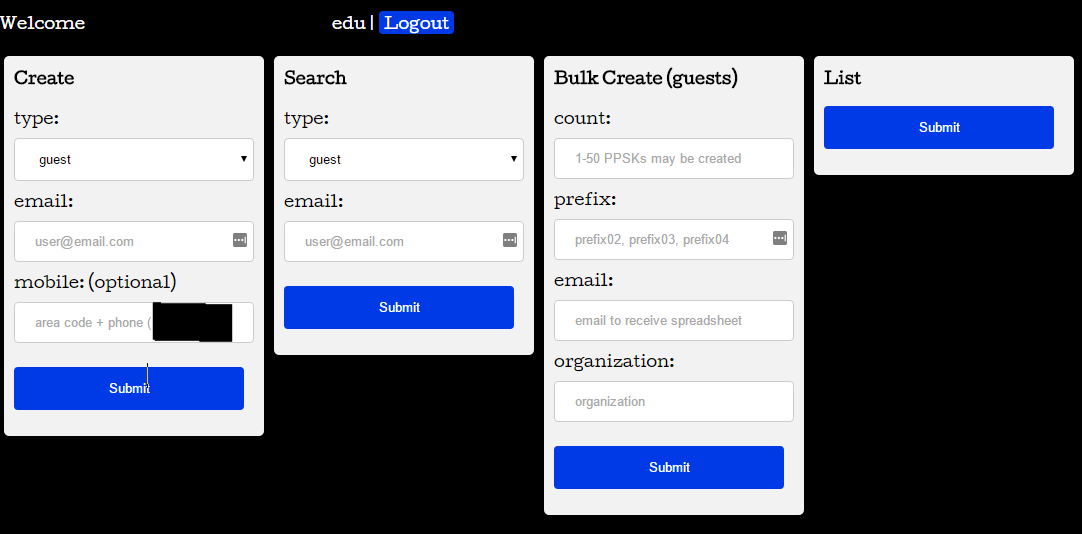 Welcome edu | Logout
Create
type:
guest
email:
user@email.com
mobile: (optional)
area code + phone (
Submit
Search
type:
guest
email:
user@email.com
Submit
Bulk Create (guests)
count:
1-50 PPSKs may be created
prefix:
prefix02, prefix03, prefix04
email:
email to receive spreadsheet
organization:
organization
Submit
List
Submit